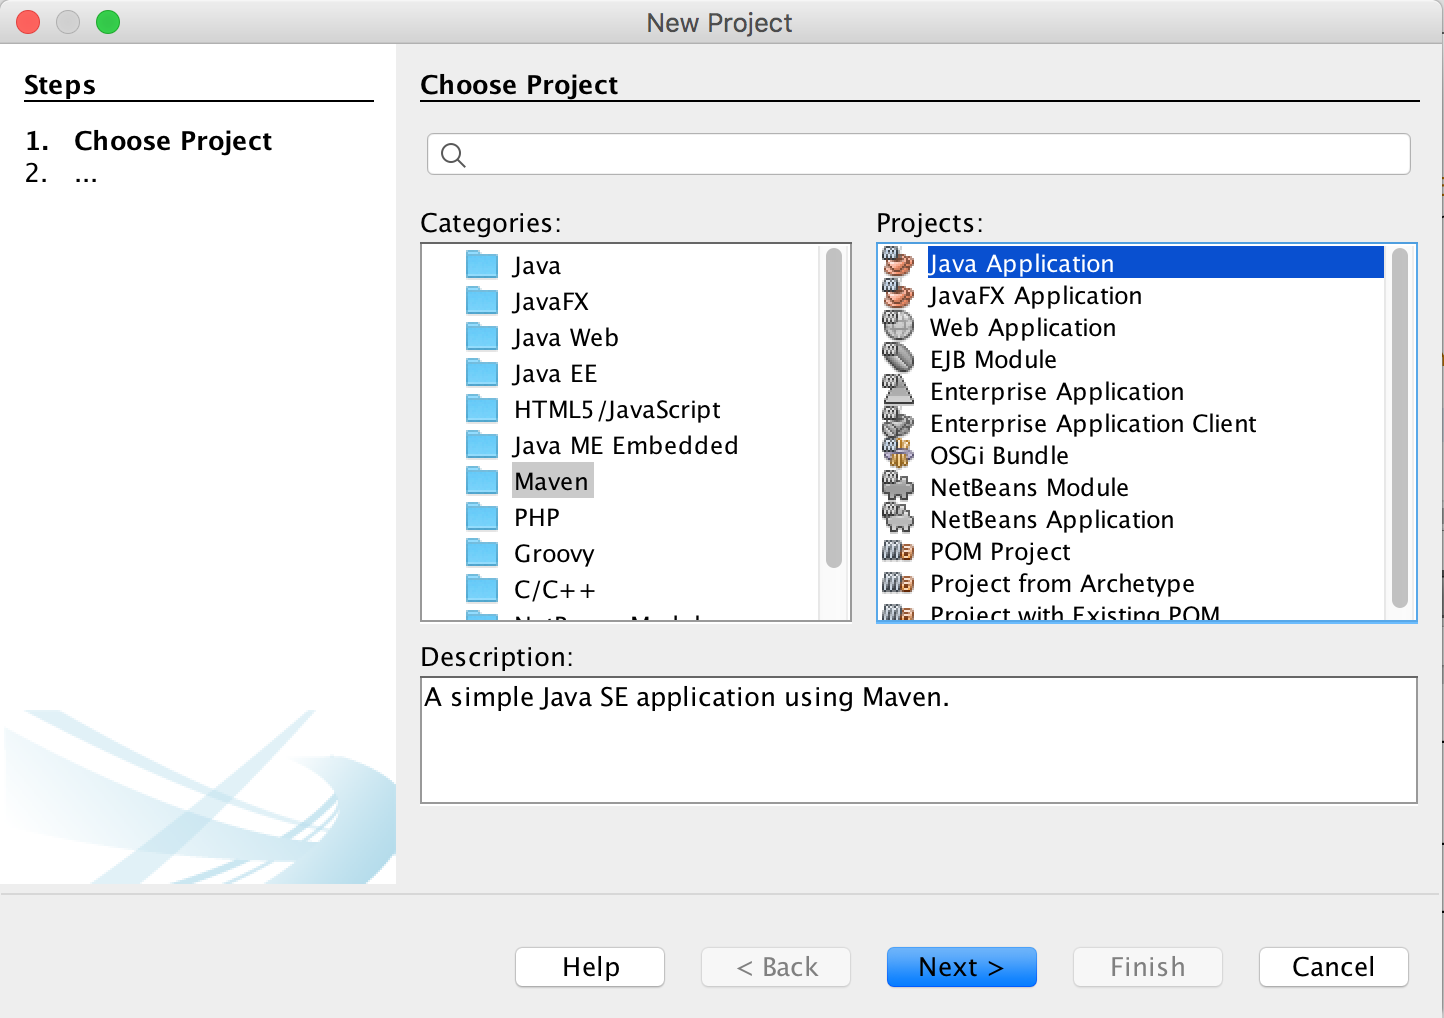 New Project
Steps
1. Choose Project
2. ...
Choose Project
Categories:
Java
JavaFX
Java Web
Java EE
HTML5/JavaScript
Java ME Embedded
Maven
PHP
Groovy
C/C++
Projects:
Java Application
JavaFX Application
Web Application
EJB Module
Enterprise Application
Enterprise Application Client
OSGi Bundle
NetBeans Module
NetBeans Application
POM Project
Project from Archetype
Project with Existing POM
Description:
A simple Java SE application using Maven.
Help
< Back
Next >
Finish
Cancel